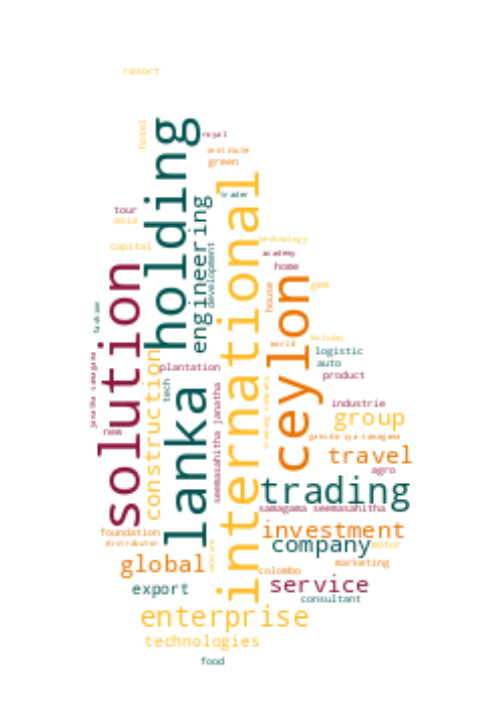 resort
hotel
royal
holding
institute
green
international
trader
engineering
tour
asia
technology
capital
development
academy
home
solution
ceylon
gem
house
fashion
holiday
world
logistic
construction
janatha samagama
plantation
auto
tech
product
trading company
lanka
seemasahitha janatha
industrie
group
new
gamidiriya samagama
travel
agro
trading
samagama seemasahitha
investment
foundation
distributor
company
motor
venture
global
marketing
colombo
service
export
consultant
enterprise
technologies
food